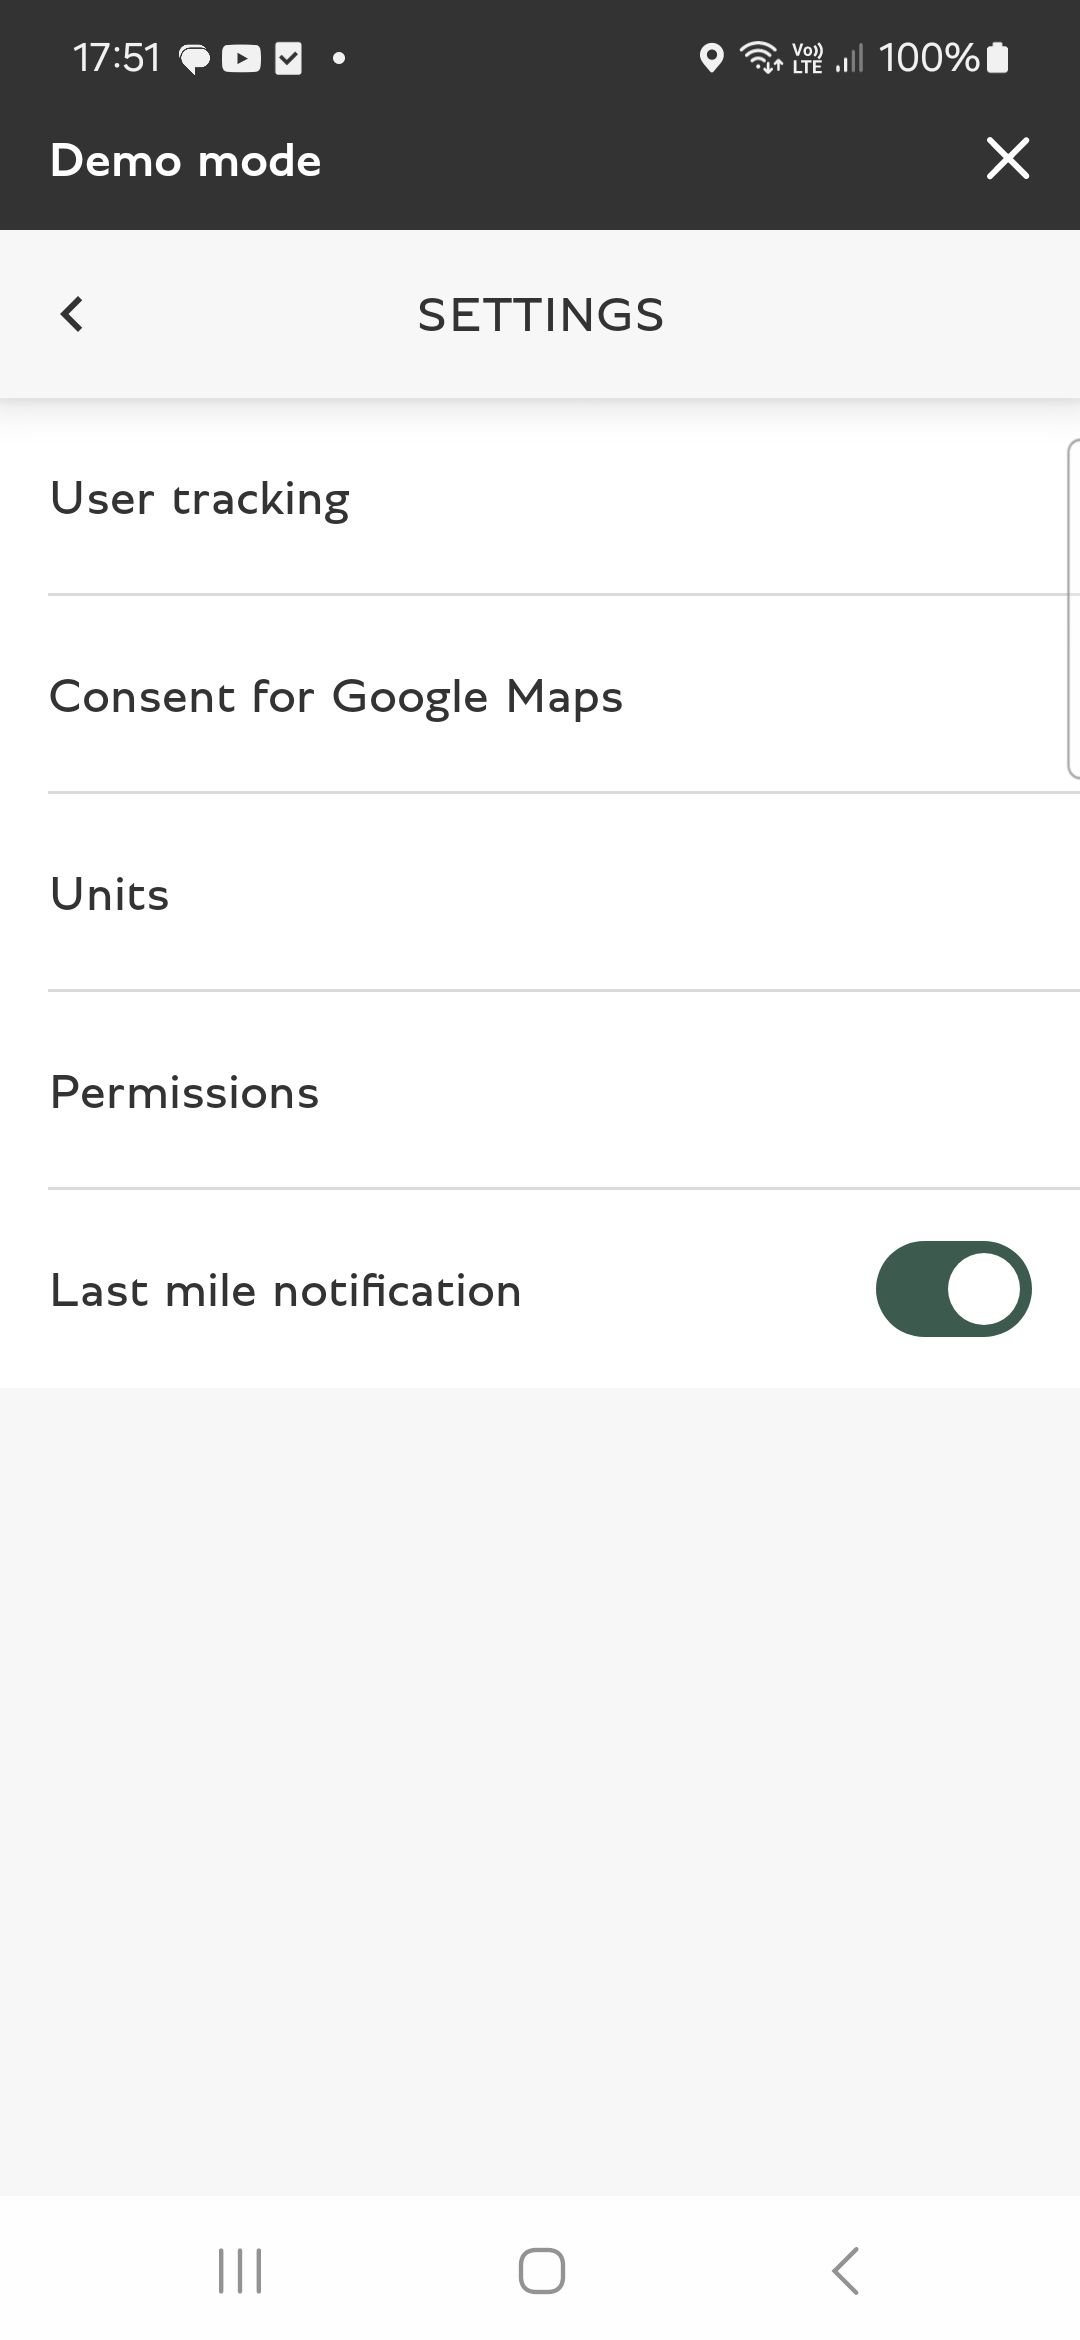 17:51
Vo)) LTE 100%
Demo mode
SETTINGS
User tracking
Consent for Google Maps
Units
Permissions
Last mile notification